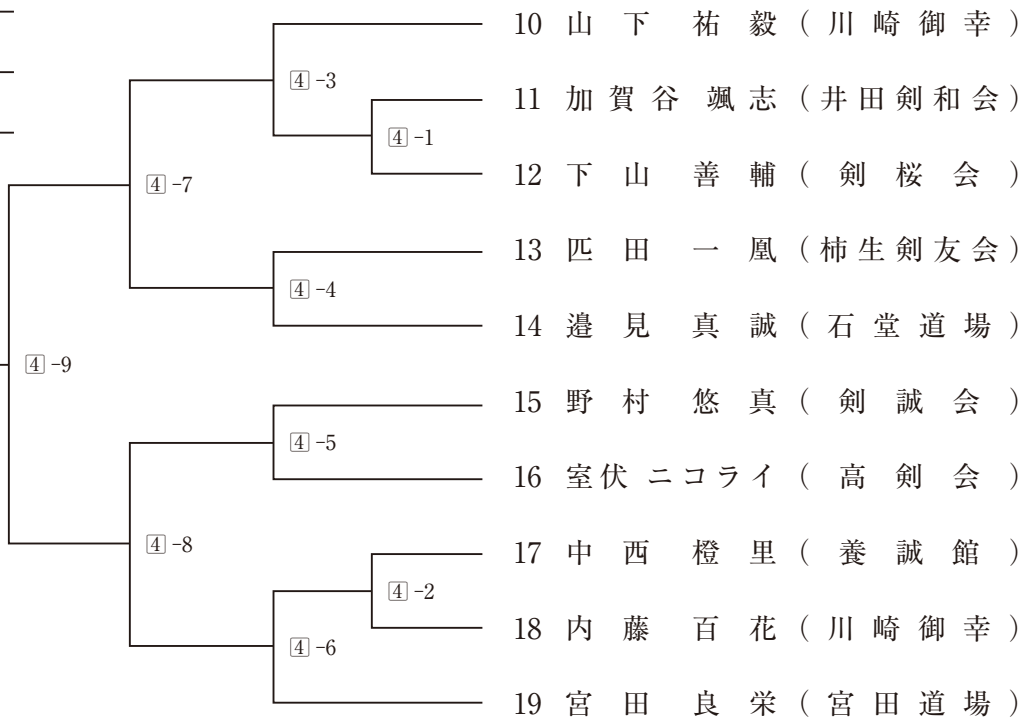 10 山下 祐毅 (川崎御幸)
4-3
11 加賀谷 颯志 (井田剣和会)
4-1
12 下山 善輔 (剣桜会)
4-7
13 匹田 一凰 (柿生剣友会)
4-4
14 邉見 真誠 (石堂道場)
4-9
15 野村 悠真 (剣誠会)
4-5
16 室伏 ニコライ (高剣会)
4-8
17 中西 橙里 (養誠館)
4-2
18 内藤 百花 (川崎御幸)
4-6
19 宮田 良栄 (宮田道場)